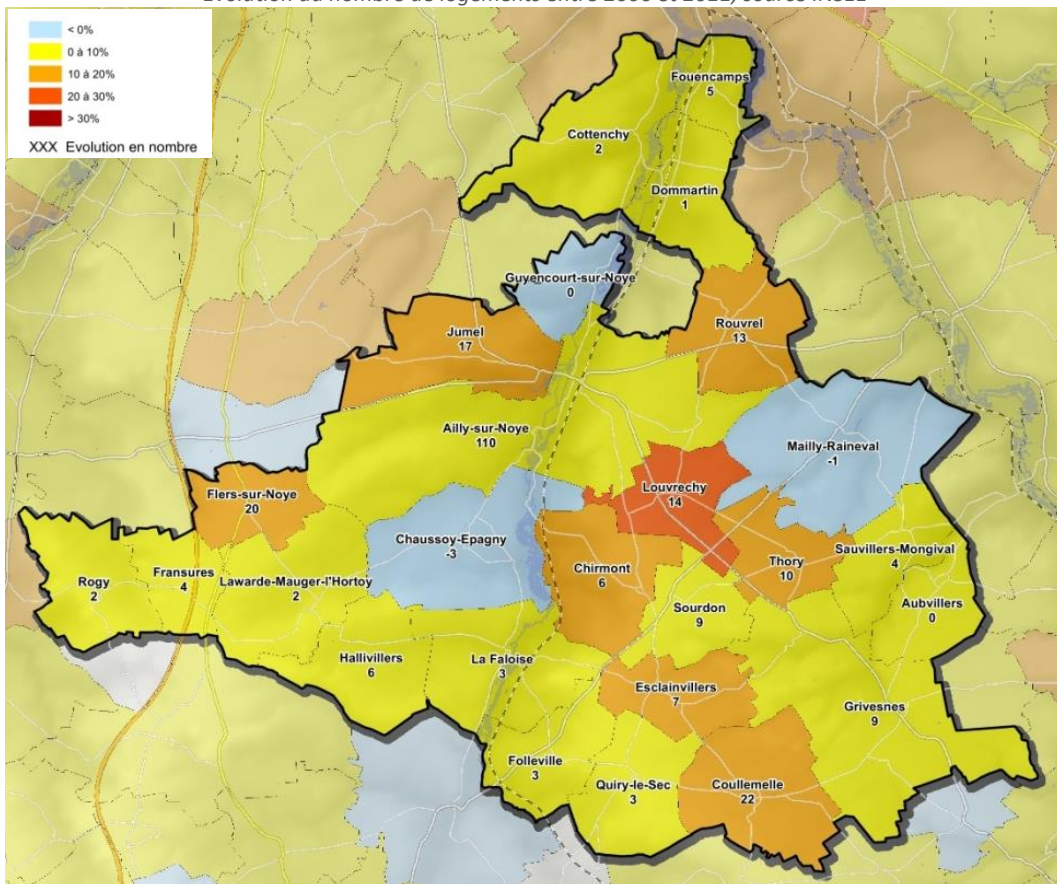 Evolution du nombre de logements entre 2006 et 2011, source INSEE
< 0%
0 à 10%
10 à 20%
20 à 30%
> 30%
XXX Evolution en nombre
Fouencamps
5
Cottenchy
2
Dommartin
1
Guyencourt-sur-Noye
0
Jumel
17
Rouvrel
13
Ailly-sur-Noye
110
Mailly-Raineval
-1
Louvrechy
14
Flers-sur-Noye
20
Chaussoy-Epagny
-3
Chirmont
6
Thory
10
Sauvillers-Mongival
4
Rogy
2
Fransures
4
Lawarde-Mauger-l'Hortoy
2
Sourdon
9
Aubvillers
0
Hallivillers
6
La Faloise
3
Esclainvillers
7
Grivesnes
9
Folleville
3
Quiry-le-Sec
3
Coullemelle
22